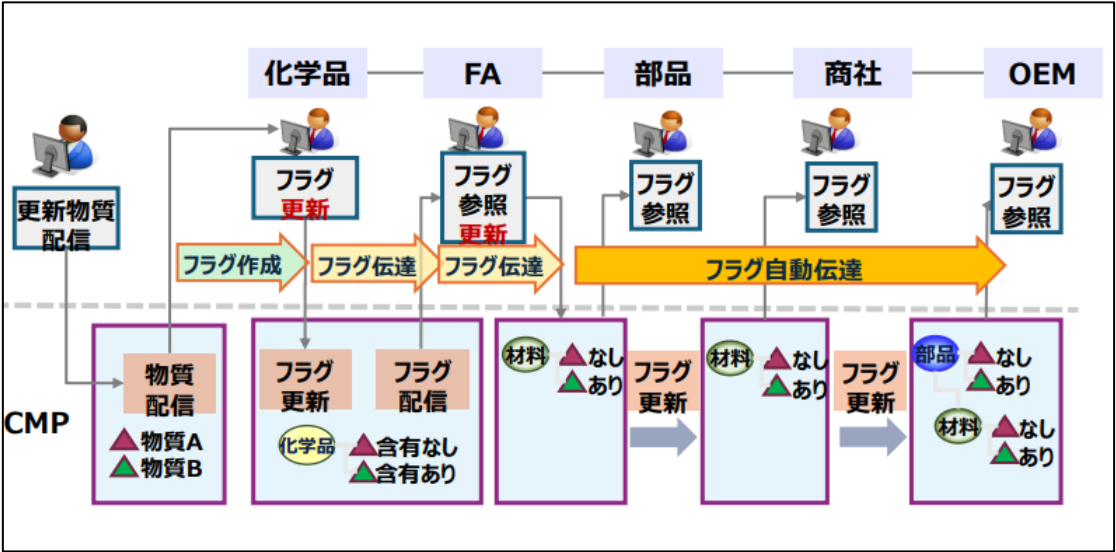 化学品
FA
部品
商社
OEM
更新物質
配信
フラグ
更新
フラグ
参照
更新
フラグ
参照
フラグ
参照
フラグ
参照
フラグ作成
フラグ伝達
フラグ伝達
フラグ自動伝達
CMP
物質
配信
物質A
物質B
フラグ
更新
フラグ
配信
化学品
含有なし
含有あり
材料
なし
あり
フラグ
更新
材料
なし
あり
フラグ
更新
部品
なし
あり
材料
なし
あり